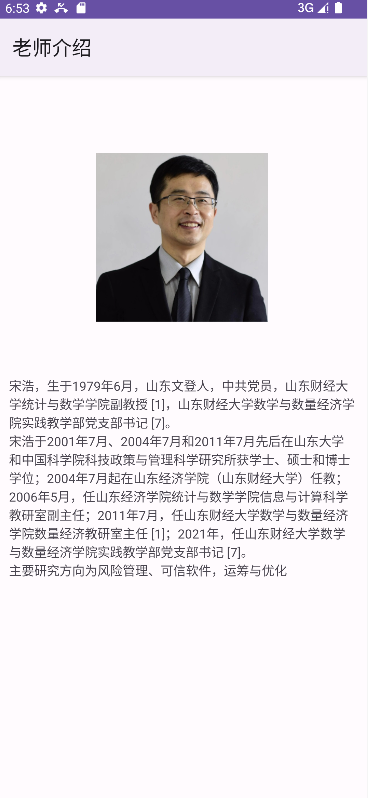 6:53
3G
老师介绍
宋浩，生于1979年6月，山东文登人，中共党员，山东财经大
学统计与数学学院副教授 [1]，山东财经大学数学与数量经济学
院实践教学部党支部书记 [7]。
宋浩于2001年7月、2004年7月和2011年7月先后在山东大学
和中国科学院科技政策与管理科学研究所获学士、硕士和博士
学位；2004年7月起在山东经济学院（山东财经大学）任教；
2006年5月，任山东经济学院统计与数学学院信息与计算科学
教研室副主任；2011年7月，任山东财经大学数学与数量经济
学院数量经济教研室主任 [1]；2021年，任山东财经大学数学
与数量经济学院实践教学部党支部书记 [7]。
主要研究方向为风险管理、可信软件，运筹与优化